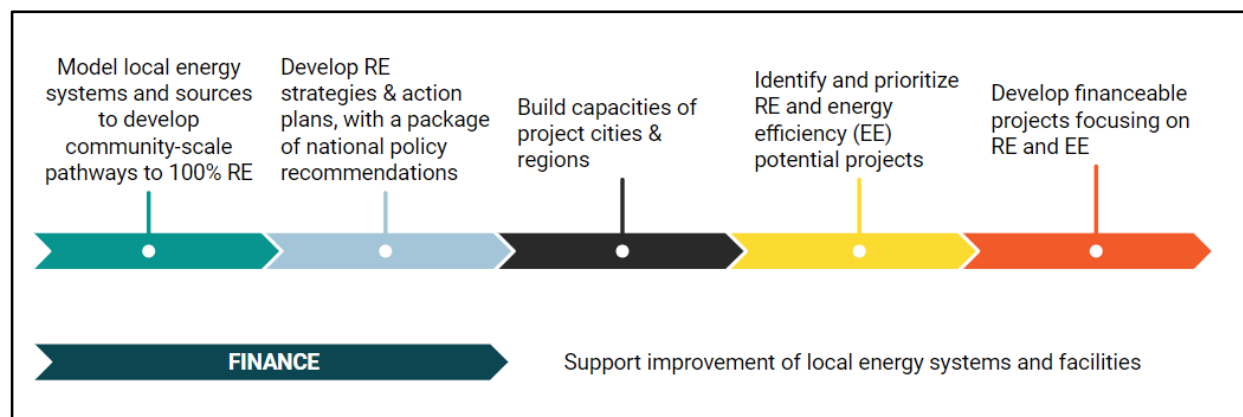 Model local energy
systems and sources
to develop
community-scale
pathways to 100% RE
Develop RE
strategies & action
plans, with a package
of national policy
recommendations
Build capacities of
project cities &
regions
Identify and prioritize
RE and energy
efficiency (EE)
potential projects
Develop financeable
projects focusing on
RE and EE
FINANCE
Support improvement of local energy systems and facilities